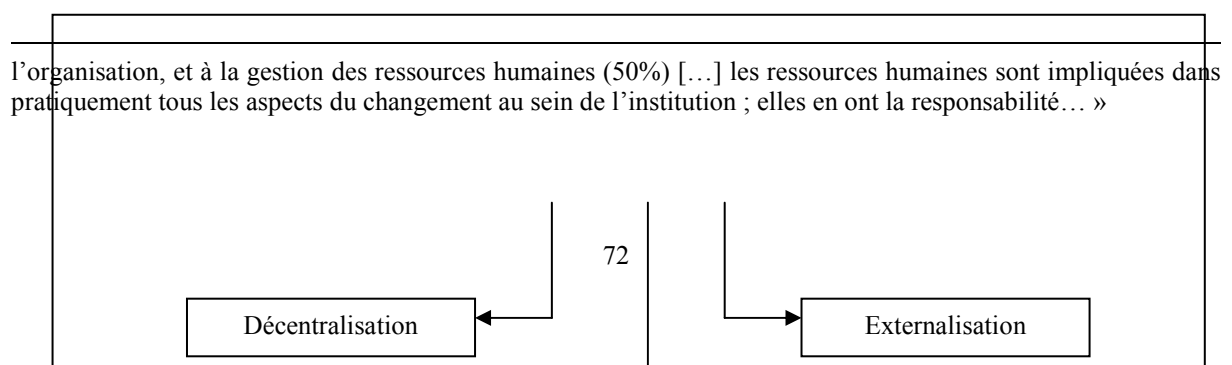 l’organisation, et à la gestion des ressources humaines (50%) […] les ressources humaines sont impliquées dans
pratiquement tous les aspects du changement au sein de l’institution ; elles en ont la responsabilité… »
72
Décentralisation
Externalisation